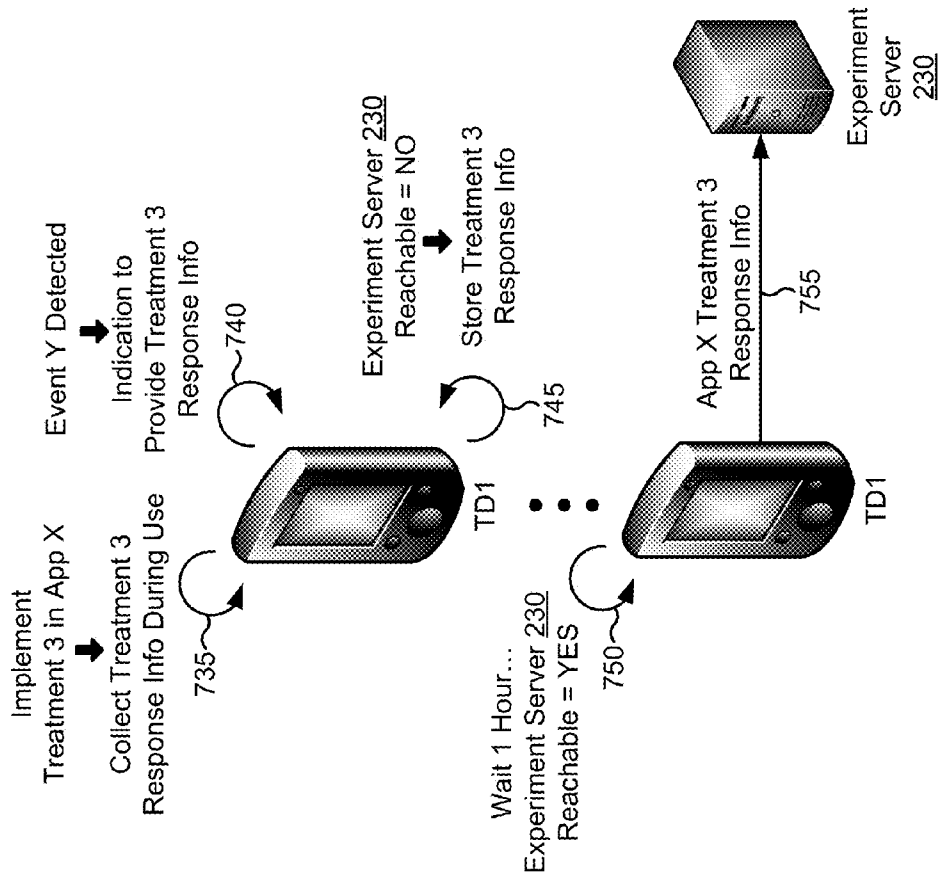 Implement
Treatment 3 in App X
Collect Treatment 3
Response Info During Use
735
Event Y Detected
Indication to
Provide Treatment 3
Response Info
740
TD1
Experiment Server 230
Reachable = NO
Store Treatment 3
Response Info
745
Wait 1 Hour...
Experiment Server 230
Reachable = YES
750
TD1
App X Treatment 3
Response Info
755
Experiment
Server
230